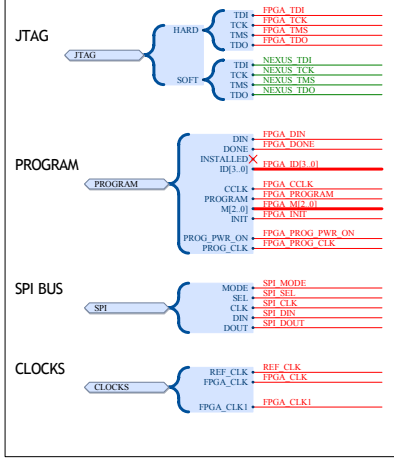 JTAG
JTAG
HARD
TDI FPGA_TDI
TCK FPGA_TCK
TMS FPGA_TMS
TDO FPGA_TDO
SOFT
TDI NEXUS_TDI
TCK NEXUS_TCK
TMS NEXUS_TMS
TDO NEXUS_TDO
PROGRAM
PROGRAM
DIN FPGA_DIN
DONE FPGA_DONE
INSTALLED
ID[3..0] FPGA_ID[3..0]
CCLK FPGA_CCLK
PROGRAM FPGA_PROGRAM
M[2..0] FPGA_M[2..0]
INIT FPGA_INIT
PROG_PWR_ON FPGA_PROG_PWR_ON
PROG_CLK FPGA_PROG_CLK
SPI BUS
SPI
MODE SPI_MODE
SEL SPI_SEL
CLK SPI_CLK
DIN SPI_DIN
DOUT SPI_DOUT
CLOCKS
CLOCKS
REF_CLK REF_CLK
FPGA_CLK FPGA_CLK
FPGA_CLK1 FPGA_CLK1